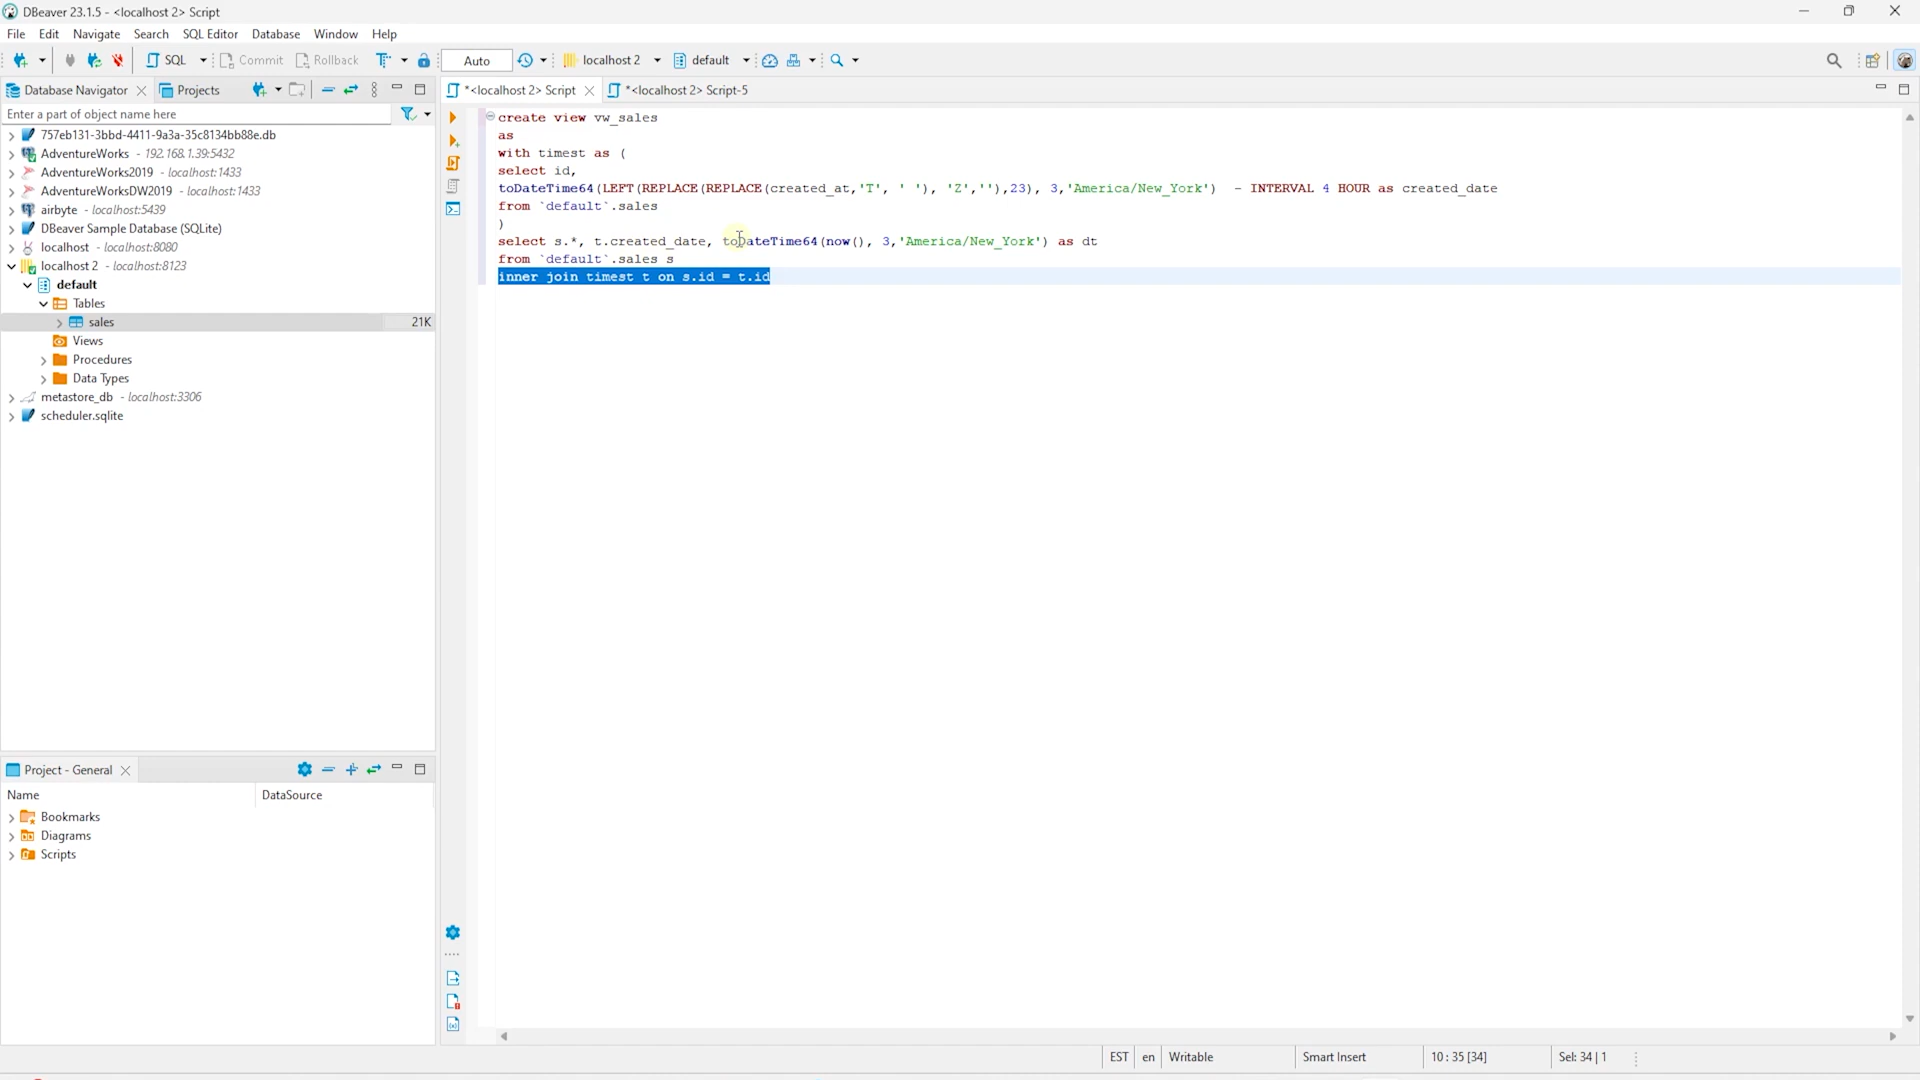 DBeaver 23.1.5 - <localhost 2> Script
File Edit Navigate Search SQL Editor Database Window Help
SQL Commit Rollback Auto localhost 2 default
Database Navigator Projects
Enter a part of object name here
757eb131-3bbd-4411-9a3a-35c8134bb88e.db
AdventureWorks - 192.168.1.39:5432
AdventureWorks2019 - localhost:1433
AdventureWorksDW2019 - localhost:1433
airbyte - localhost:5439
DBeaver Sample Database (SQLite)
localhost - localhost:8080
localhost 2 - localhost:8123
default
Tables
sales 21K
Views
Procedures
Data Types
metastore_db - localhost:3306
scheduler.sqlite
*<localhost 2> Script *<localhost 2> Script-5
create view vw_sales
as
with timest as (
select id,
toDateTime64(LEFT(REPLACE(REPLACE(created_at,'T', ' '), 'Z',''),23), 3,'America/New_York') - INTERVAL 4 HOUR as created_date
from `default`.sales
)
select s.*, t.created_date, toDateTime64(now(), 3,'America/New_York') as dt
from `default`.sales s
inner join timest t on s.id = t.id
Project - General
Name DataSource
Bookmarks
Diagrams
Scripts
EST en Writable Smart Insert 10 : 35 [34] Sel: 34 | 1